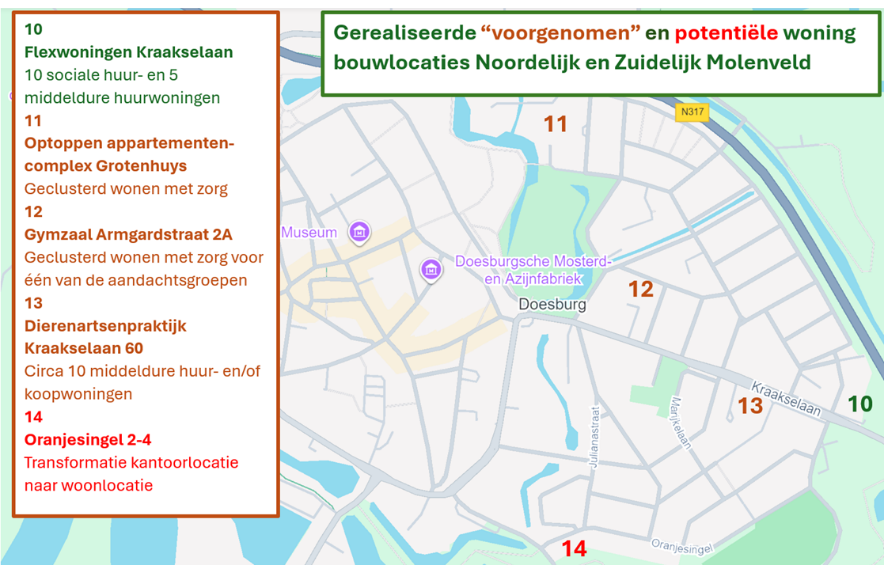 10
Flexwoningen Kraakselaan
10 sociale huur- en 5
middeldure huurwoningen
11
Optoppen appartementen-
complex Grotenhuys
Geclusterd wonen met zorg
12
Gymzaal Armgardstraat 2A
Geclusterd wonen met zorg voor
één van de aandachtsgroepen
13
Dierenartsenpraktijk
Kraakselaan 60
Circa 10 middeldure huur- en/of
koopwoningen
14
Oranjesingel 2-4
Transformatie kantoorlocatie
naar woonlocatie
Gerealiseerde “voorgenomen” en potentiële woning
bouwlocaties Noordelijk en Zuidelijk Molenveld
N317
11
Museum
Doesburgsche Mosterd-
en Azijnfabriek
12
Doesburg
Kraakselaan
13
10
Marijkelaan
Julianastraat
14
Oranjesingel